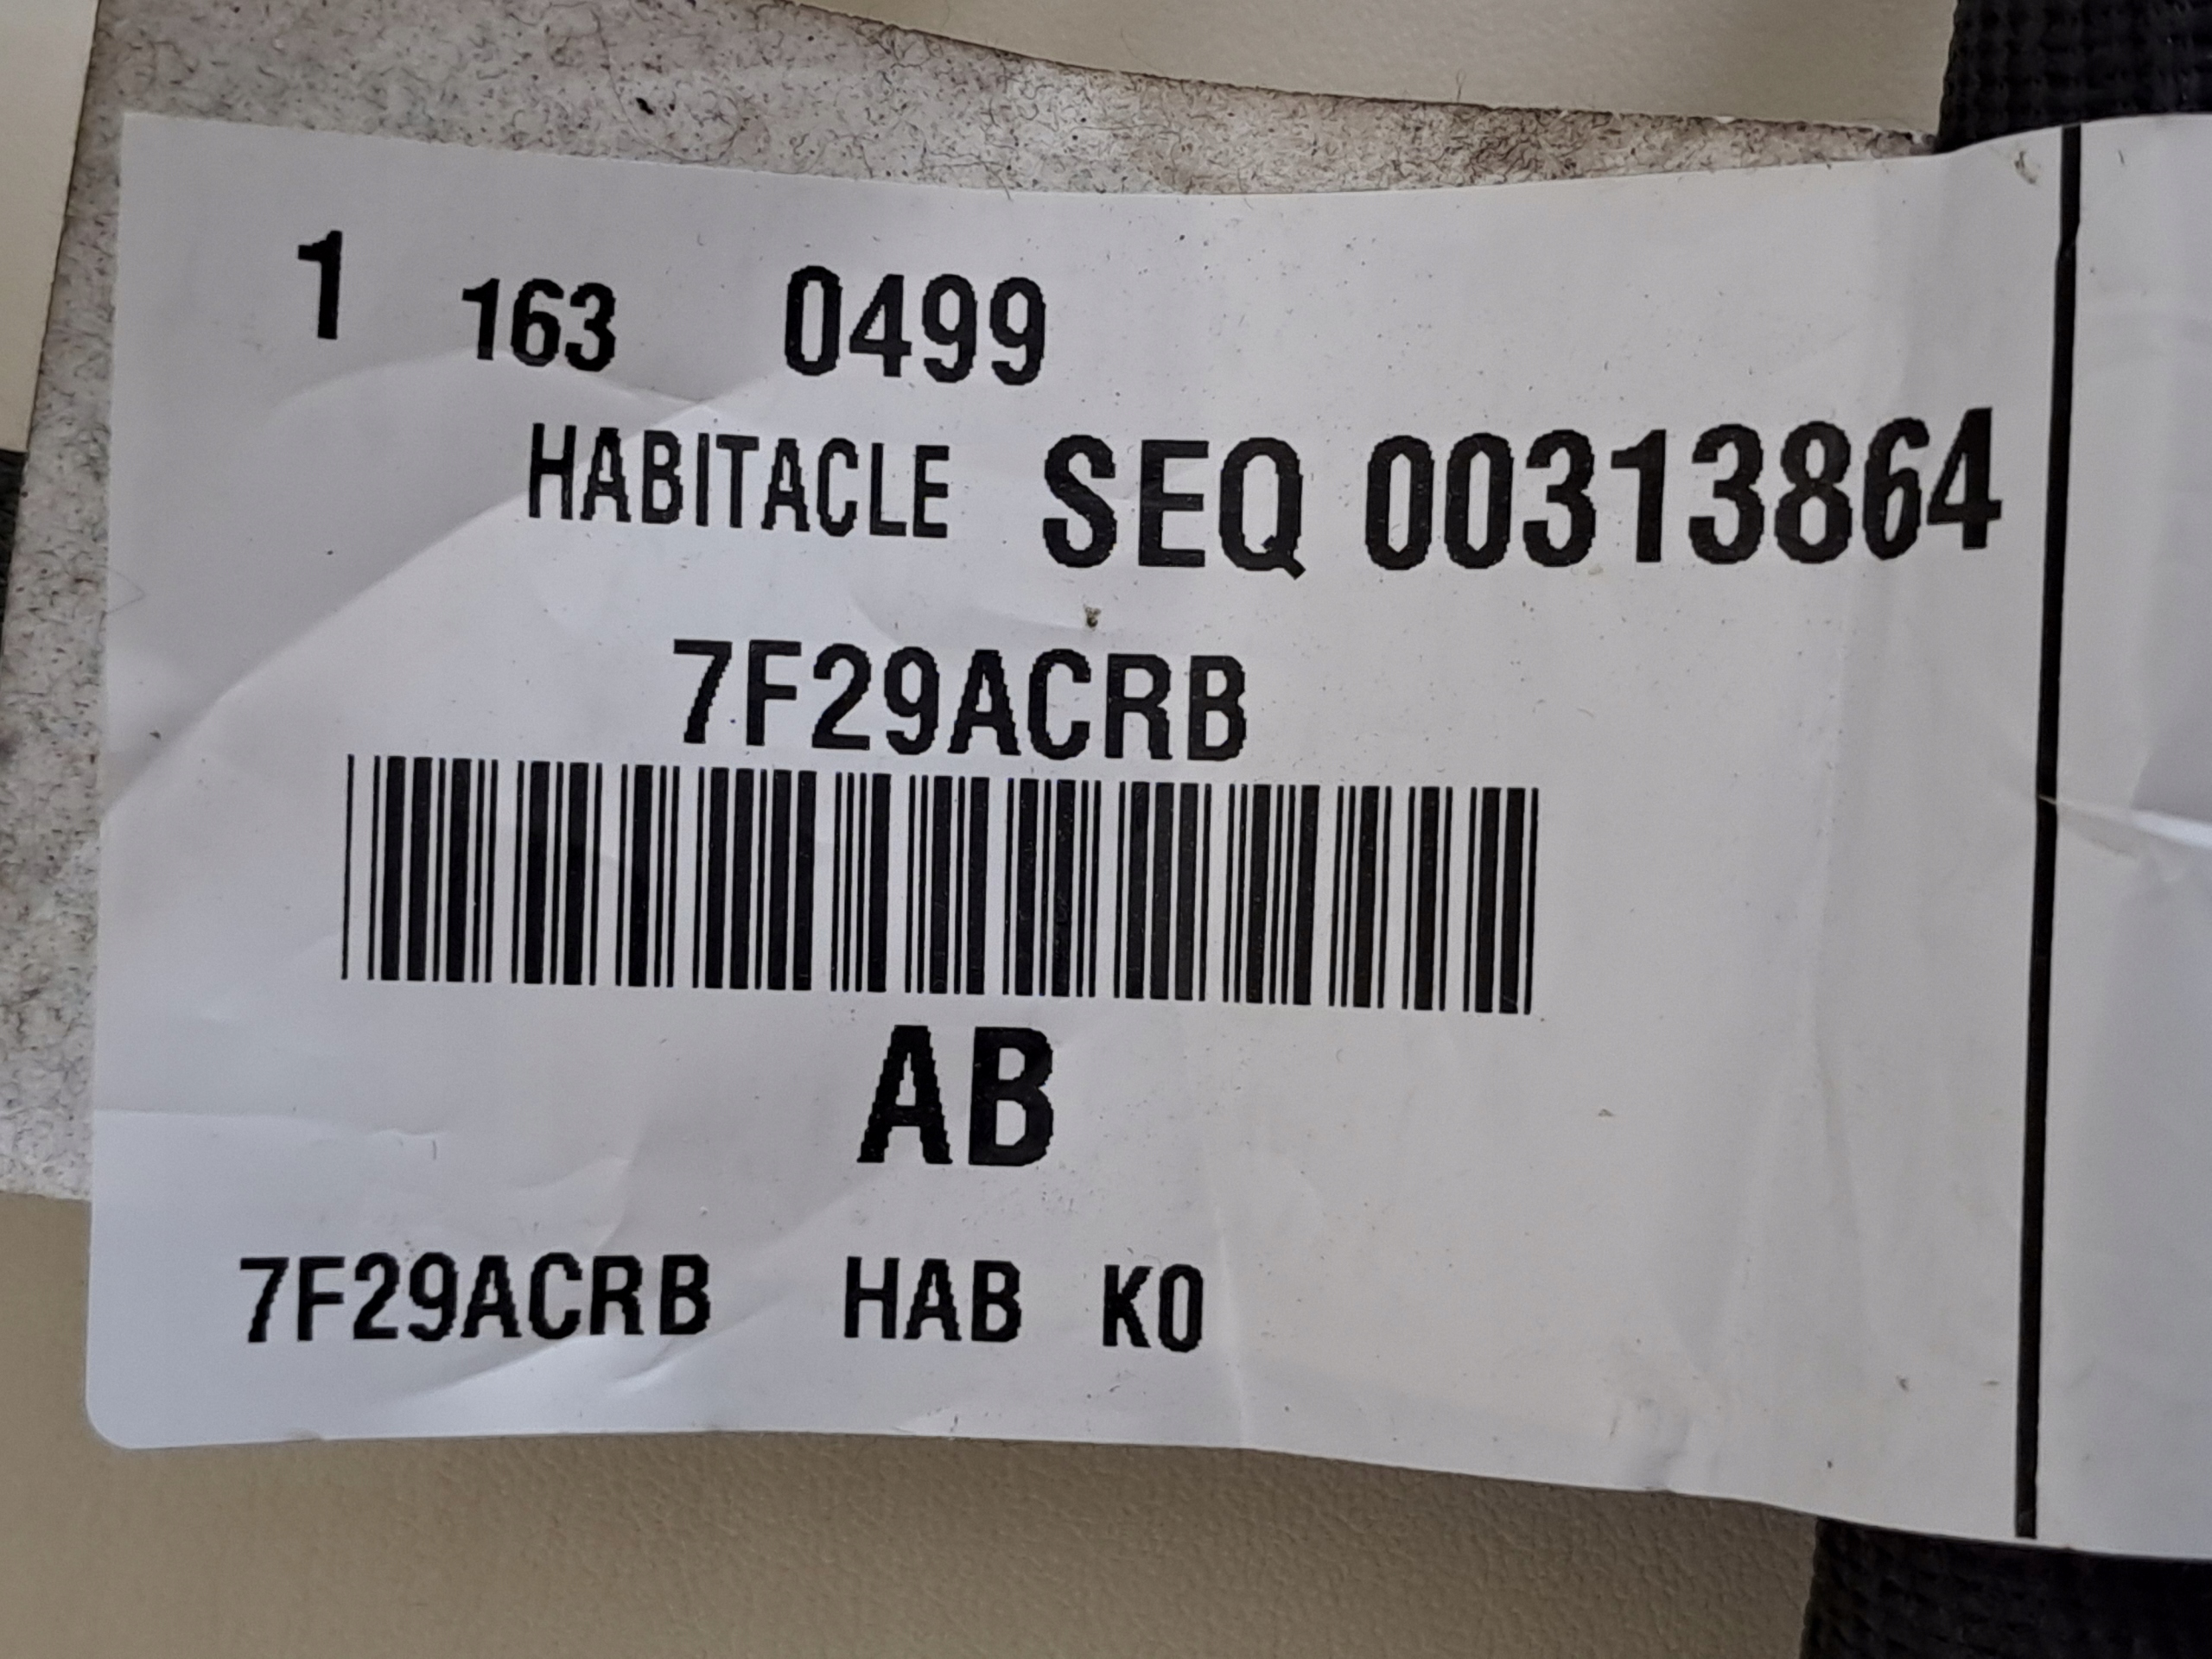 1 163 0499
HABITACLE SEQ 00313864
7F29ACRB
AB
7F29ACRB HAB K0